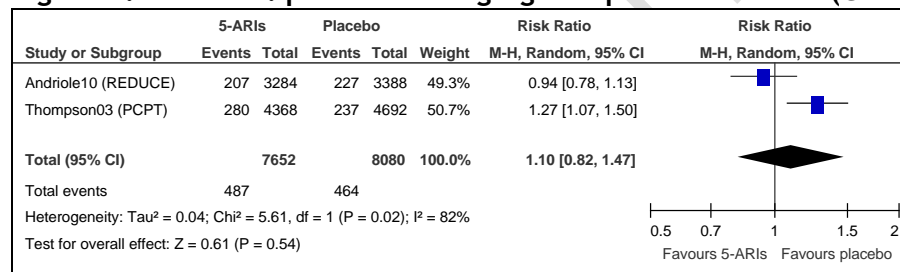 5-ARIs Placebo Risk Ratio Risk Ratio
Study or Subgroup Events Total Events Total Weight M-H, Random, 95% CI M-H, Random, 95% CI
Andriole10 (REDUCE) 207 3284 227 3388 49.3% 0.94 [0.78, 1.13]
Thompson03 (PCPT) 280 4368 237 4692 50.7% 1.27 [1.07, 1.50]
Total (95% CI) 7652 8080 100.0% 1.10 [0.82, 1.47]
Total events 487 464
Heterogeneity: Tau² = 0.04; Chi² = 5.61, df = 1 (P = 0.02); I² = 82%
Test for overall effect: Z = 0.61 (P = 0.54)
0.5 0.7 1 1.5 2
Favours 5-ARIs Favours placebo